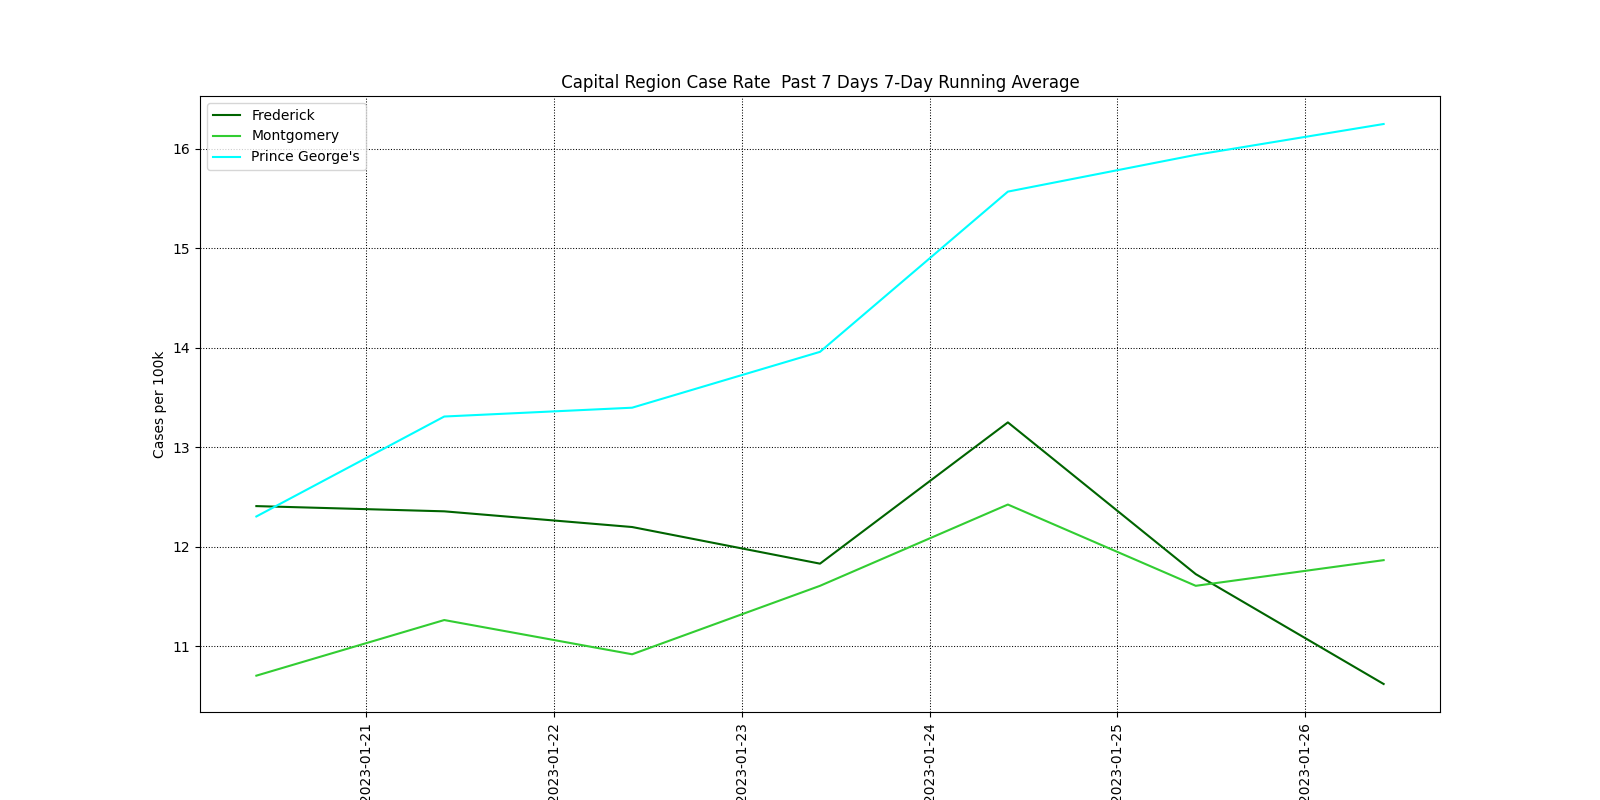 Capital Region Case Rate  Past 7 Days 7-Day Running Average
Frederick
Montgomery
Prince George's
Cases per 100k
16
15
14
13
12
11
2023-01-21
2023-01-22
2023-01-23
2023-01-24
2023-01-25
2023-01-26